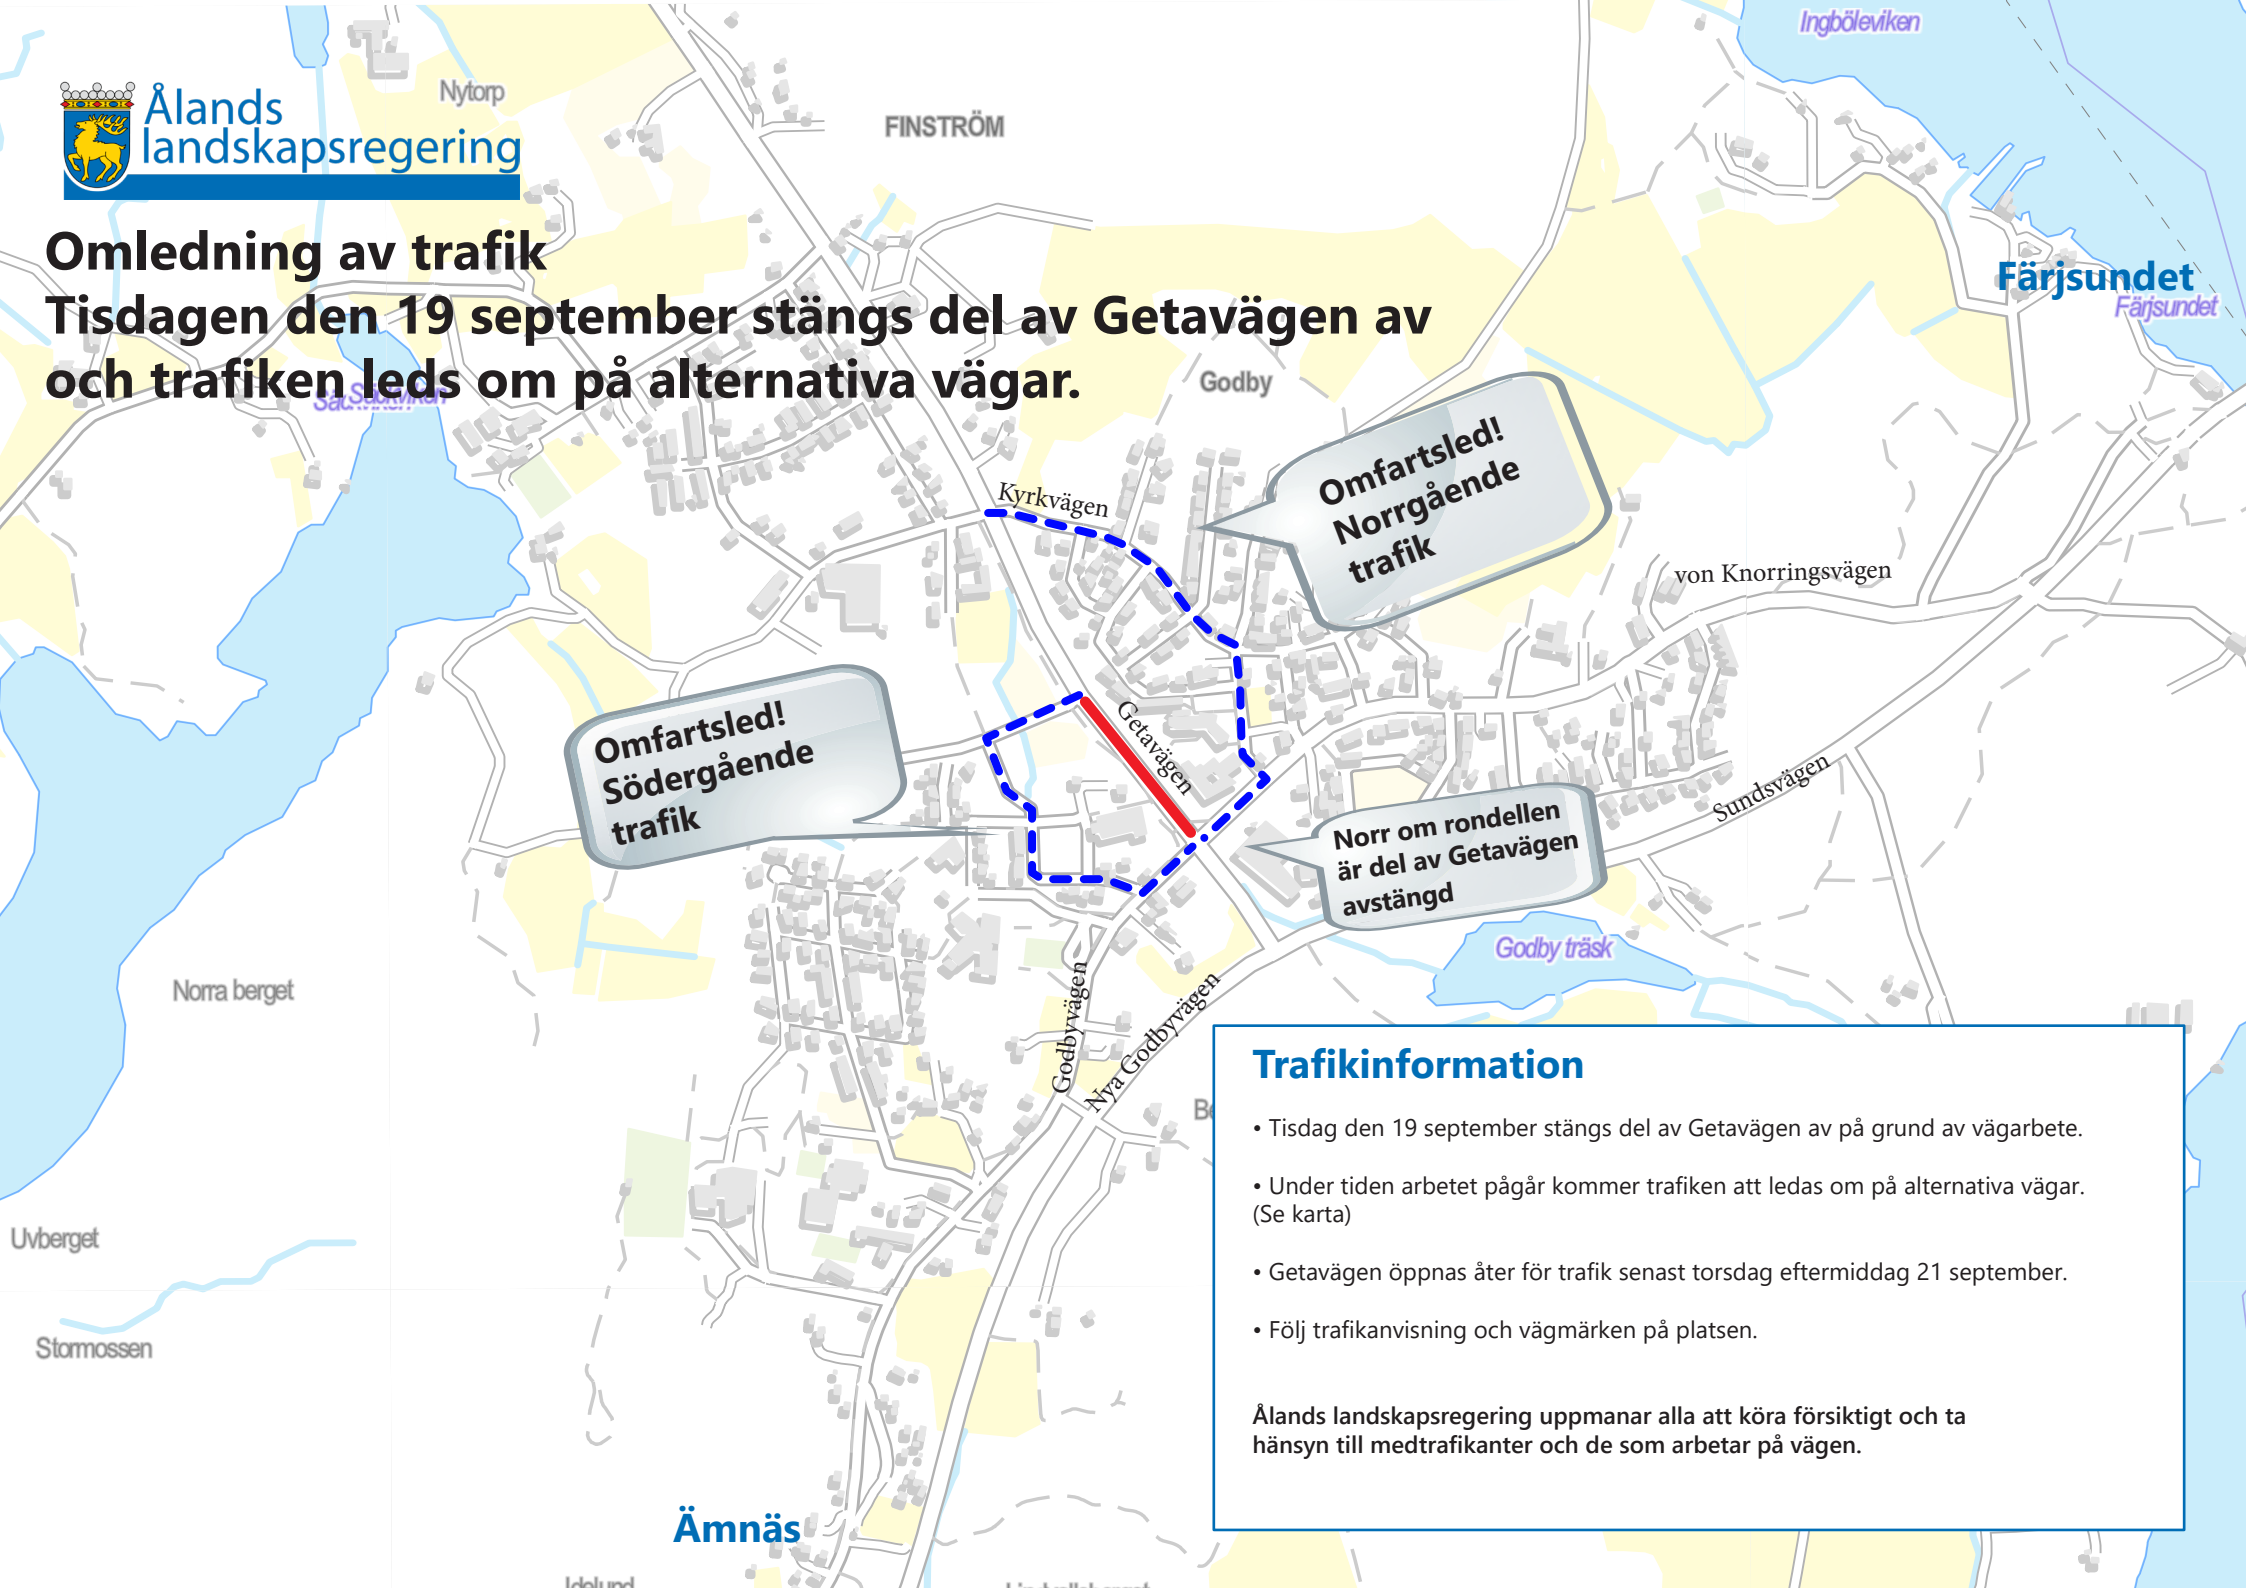 Ingböleviken
Nytorp
Ålands
landskapsregering
FINSTRÖM
Omledning av trafik
Tisdagen den 19 september stängs del av Getavägen av
och trafiken leds om på alternativa vägar.
Färjsundet
Färjsundet
Godby
Omfartsled!
Norrgående
trafik
Kyrkvägen
von Knorringsvägen
Omfartsled!
Södergående
trafik
Getavägen
Sundsvägen
Norr om rondellen
är del av Getavägen
avstängd
Godby träsk
Norra berget
Godbyvägen
Nya Godbyvägen
Uvberget
Stormossen
Ämnäs
Trafikinformation
• Tisdag den 19 september stängs del av Getavägen av på grund av vägarbete.
• Under tiden arbetet pågår kommer trafiken att ledas om på alternativa vägar.
(Se karta)
• Getavägen öppnas åter för trafik senast torsdag eftermiddag 21 september.
• Följ trafikanvisning och vägmärken på platsen.
Ålands landskapsregering uppmanar alla att köra försiktigt och ta
hänsyn till medtrafikanter och de som arbetar på vägen.